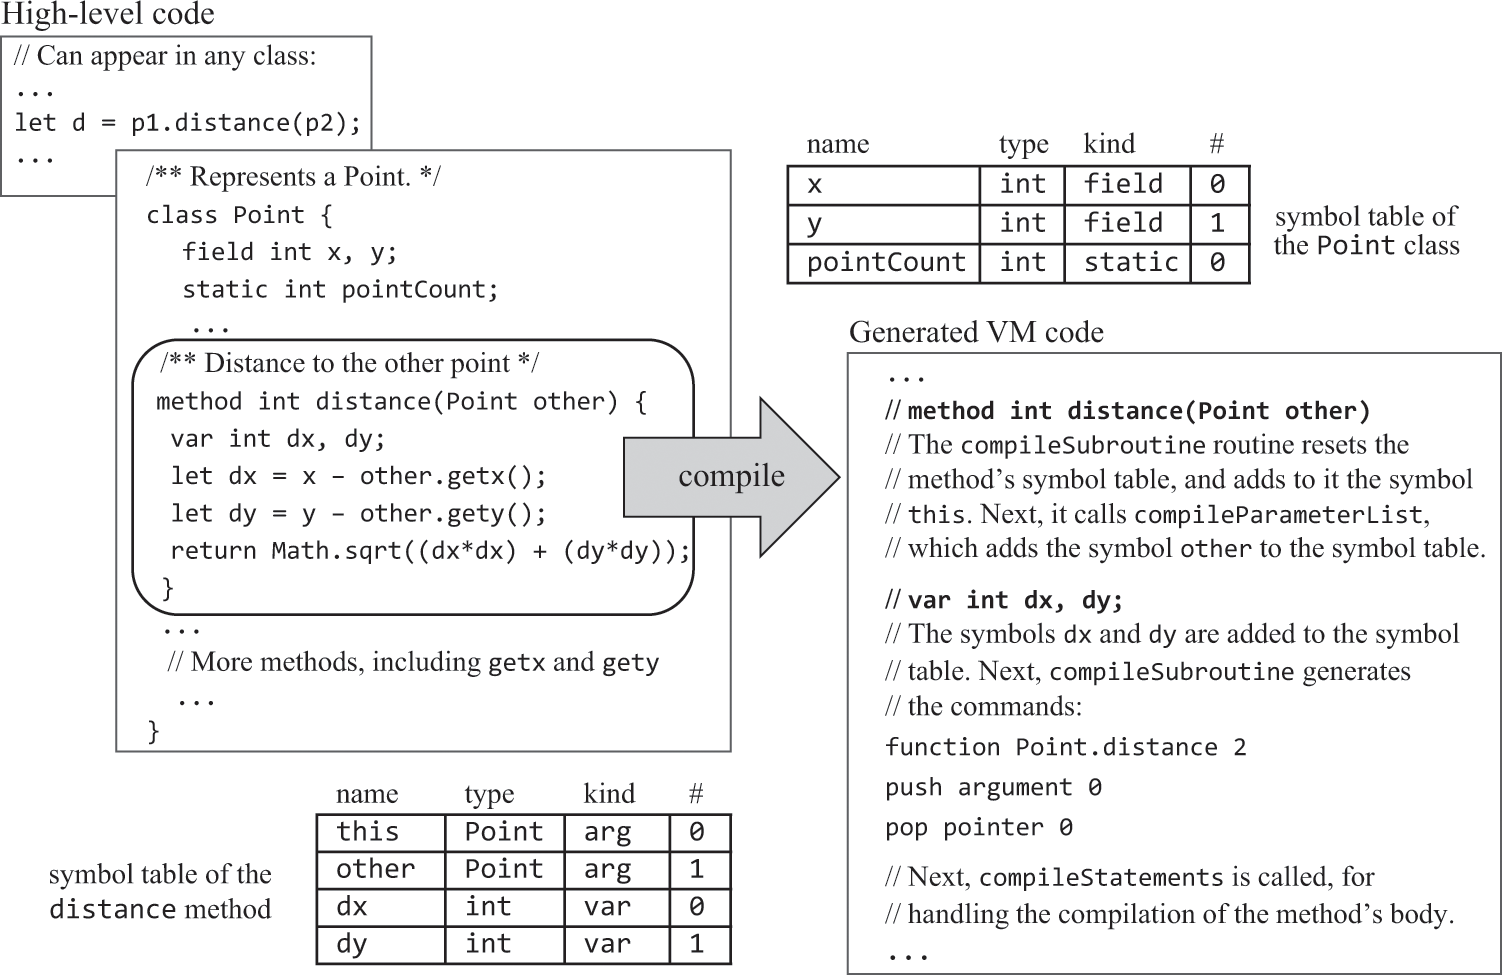 High-level code
// Can appear in any class:
...
let d = p1.distance(p2);
...
/** Represents a Point. */
class Point {
field int x, y;
static int pointCount;
...
/** Distance to the other point */
method int distance(Point other) {
var int dx, dy;
let dx = x – other.getx();
let dy = y – other.gety();
return Math.sqrt((dx*dx) + (dy*dy));
}
...
// More methods, including getx and gety
...
}
compile
name type kind #
x int field 0
y int field 1
pointCount int static 0
symbol table of
the Point class
name type kind #
this Point arg 0
other Point arg 1
dx int var 0
dy int var 1
symbol table of the
distance method
Generated VM code
...
// method int distance(Point other)
// The compileSubroutine routine resets the
// method’s symbol table, and adds to it the symbol
// this. Next, it calls compileParameterList,
// which adds the symbol other to the symbol table.
// var int dx, dy;
// The symbols dx and dy are added to the symbol
// table. Next, compileSubroutine generates
// the commands:
function Point.distance 2
push argument 0
pop pointer 0
// Next, compileStatements is called, for
// handling the compilation of the method’s body.
...